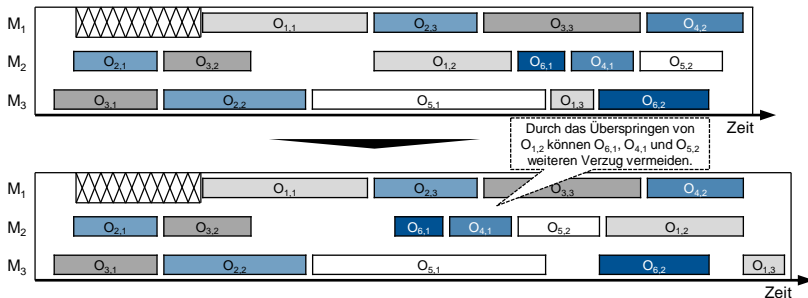 M1 O1,1 O2,3 O3,3 O4,2
M2 O2,1 O3,2 O1,2 O6,1 O4,1 O5,2
M3 O3,1 O2,2 O5,1 O1,3 O6,2
Zeit
Durch das Überspringen von
O1,2 können O6,1, O4,1 und O5,2
weiteren Verzug vermeiden.
M1 O1,1 O2,3 O3,3 O4,2
M2 O2,1 O3,2 O6,1 O4,1 O5,2 O1,2
M3 O3,1 O2,2 O5,1 O6,2 O1,3
Zeit